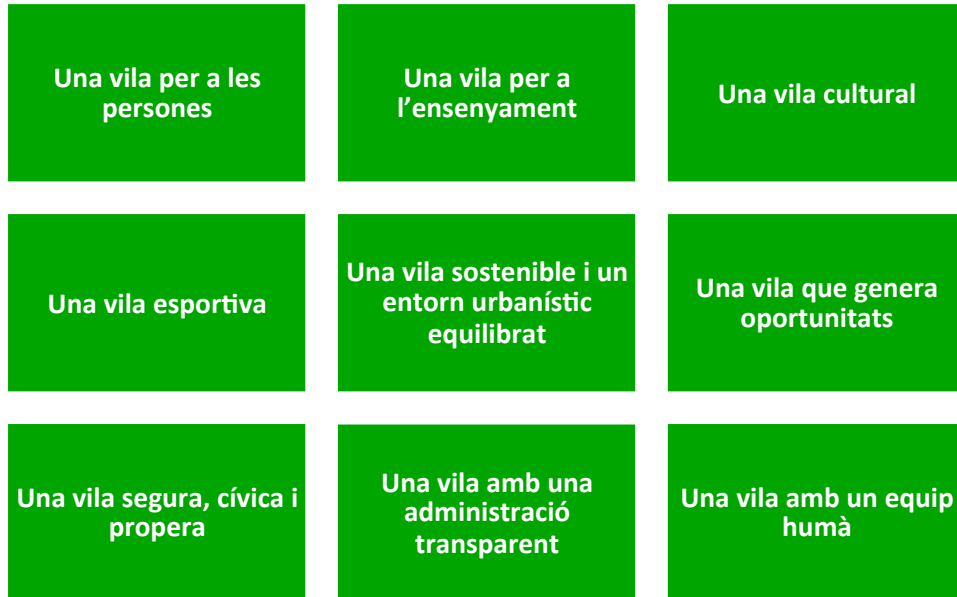 Una vila per a les
persones
Una vila per a
l’ensenyament
Una vila cultural
Una vila esportiva
Una vila sostenible i un
entorn urbanístic
equilibrat
Una vila que genera
oportunitats
Una vila segura, cívica i
propera
Una vila amb una
administració
transparent
Una vila amb un equip
humà